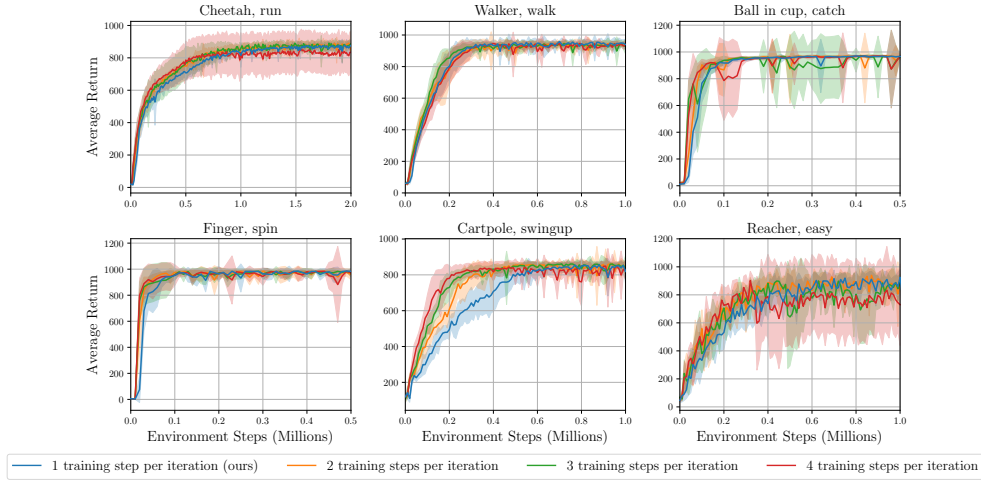 Cheetah, run
Walker, walk
Ball in cup, catch
1000
800
600
400
200
0
Average Return
0.0 0.5 1.0 1.5 2.0
1000
800
600
400
200
0
0.0 0.2 0.4 0.6 0.8 1.0
1200
1000
800
600
400
200
0
0.0 0.1 0.2 0.3 0.4 0.5
Finger, spin
Cartpole, swingup
Reacher, easy
1200
1000
800
600
400
200
0
Average Return
0.0 0.1 0.2 0.3 0.4 0.5
Environment Steps (Millions)
1000
800
600
400
200
0.0 0.2 0.4 0.6 0.8 1.0
Environment Steps (Millions)
1200
1000
800
600
400
200
0
0.0 0.2 0.4 0.6 0.8 1.0
Environment Steps (Millions)
1 training step per iteration (ours) 2 training steps per iteration 3 training steps per iteration 4 training steps per iteration